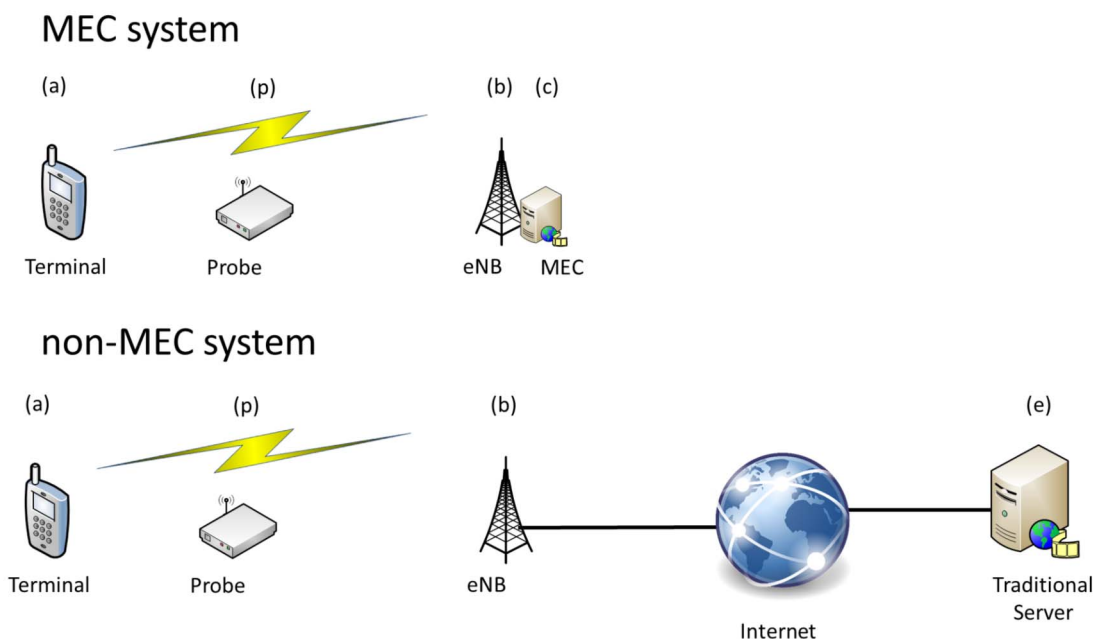 MEC system
(a) (p) (b) (c)
Terminal Probe eNB MEC
non-MEC system
(a) (p) (b) (e)
Terminal Probe eNB Traditional
Server
Internet